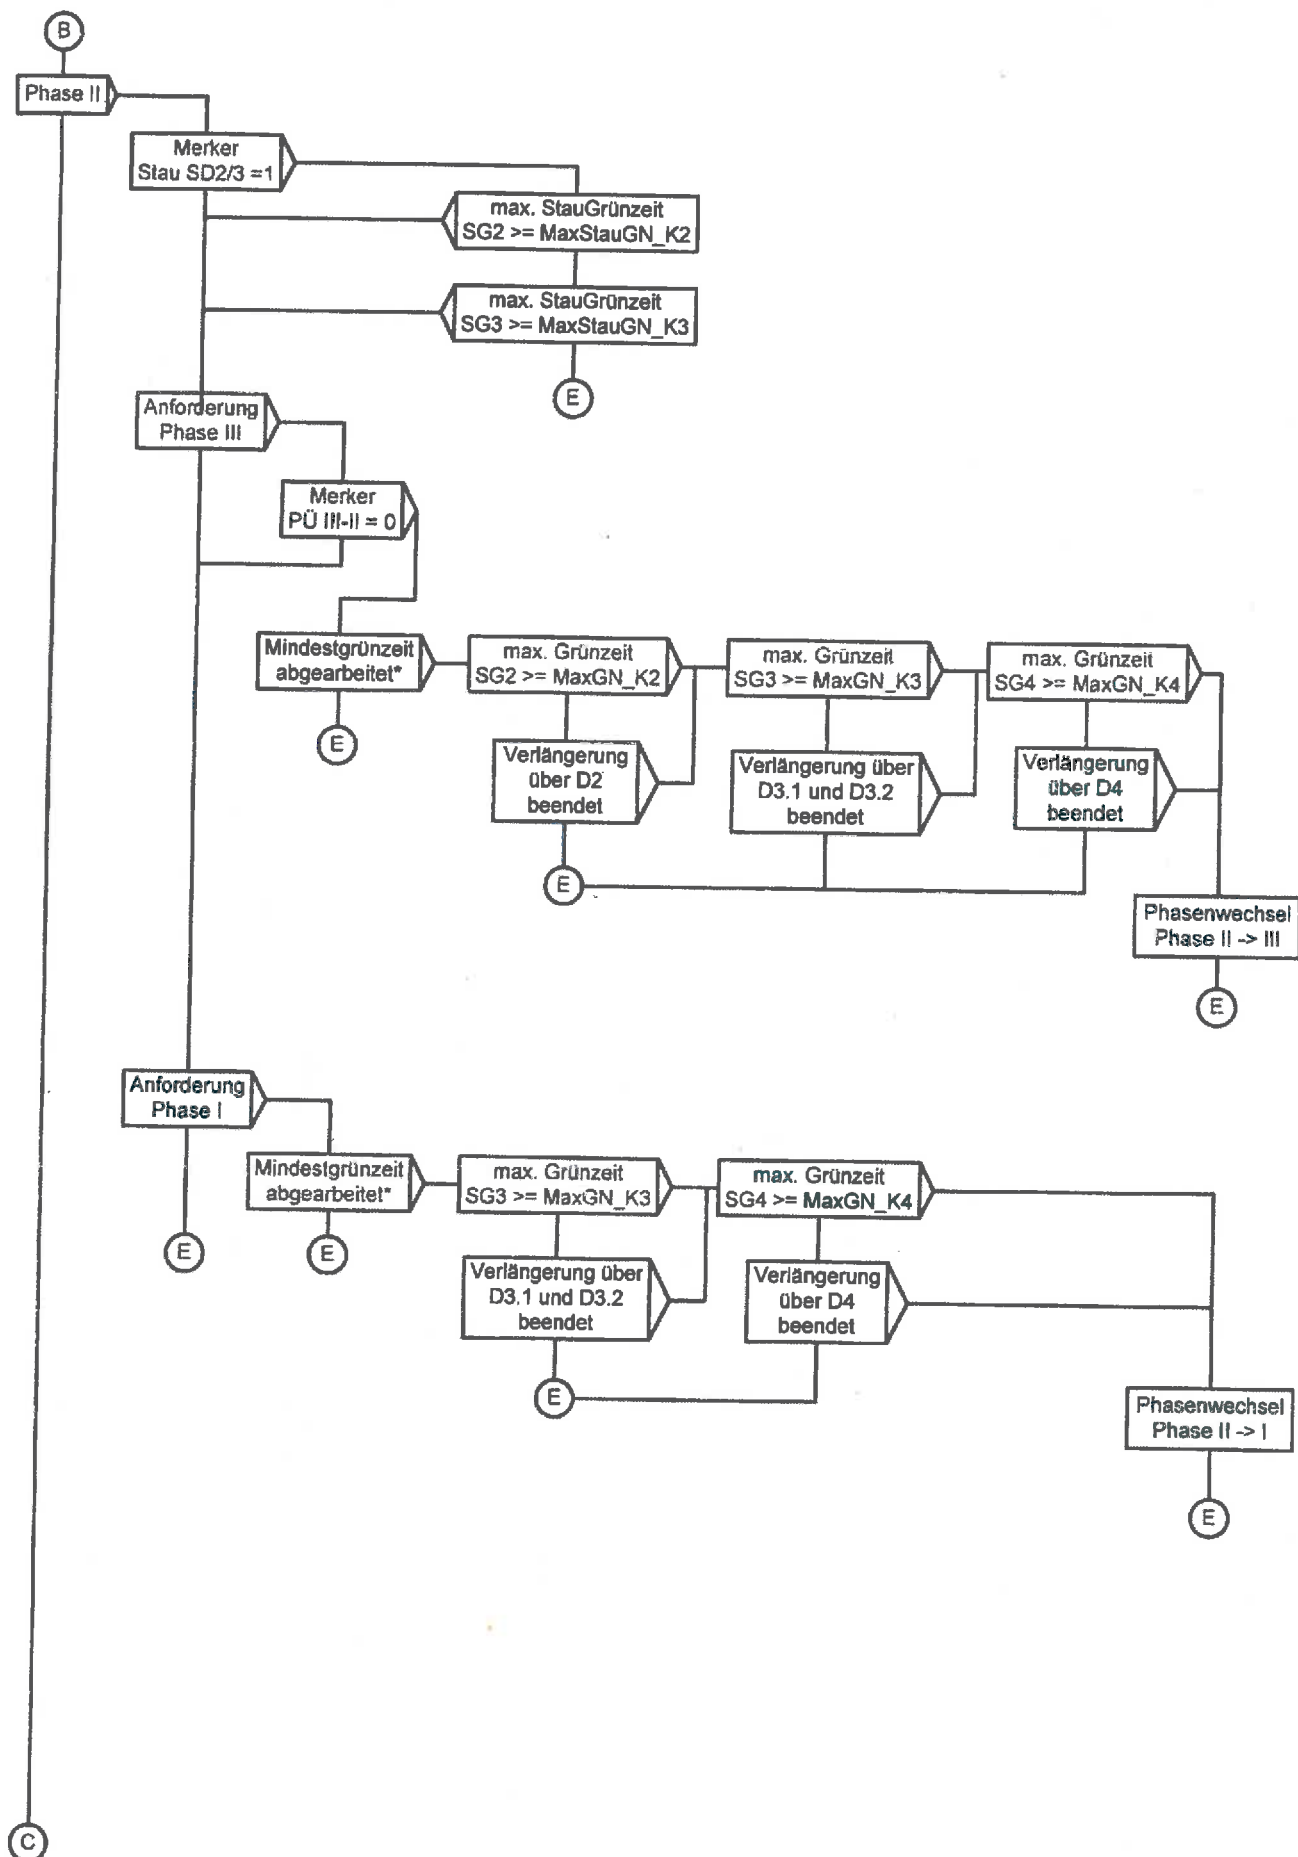 B
Phase II
Merker
Stau SD2/3 =1
max. StauGrünzeit
SG2 >= MaxStauGN_K2
max. StauGrünzeit
SG3 >= MaxStauGN_K3
E
Anforderung
Phase III
Merker
PÜ III-II = 0
Mindestgrünzeit
abgearbeitet*
E
max. Grünzeit
SG2 >= MaxGN_K2
max. Grünzeit
SG3 >= MaxGN_K3
max. Grünzeit
SG4 >= MaxGN_K4
Verlängerung
über D2
beendet
Verlängerung über
D3.1 und D3.2
beendet
Verlängerung
über D4
beendet
E
Phasenwechsel
Phase II -> III
E
Anforderung
Phase I
E
Mindestgrünzeit
abgearbeitet*
E
max. Grünzeit
SG3 >= MaxGN_K3
max. Grünzeit
SG4 >= MaxGN_K4
Verlängerung über
D3.1 und D3.2
beendet
Verlängerung
über D4
beendet
E
Phasenwechsel
Phase II -> I
E
C